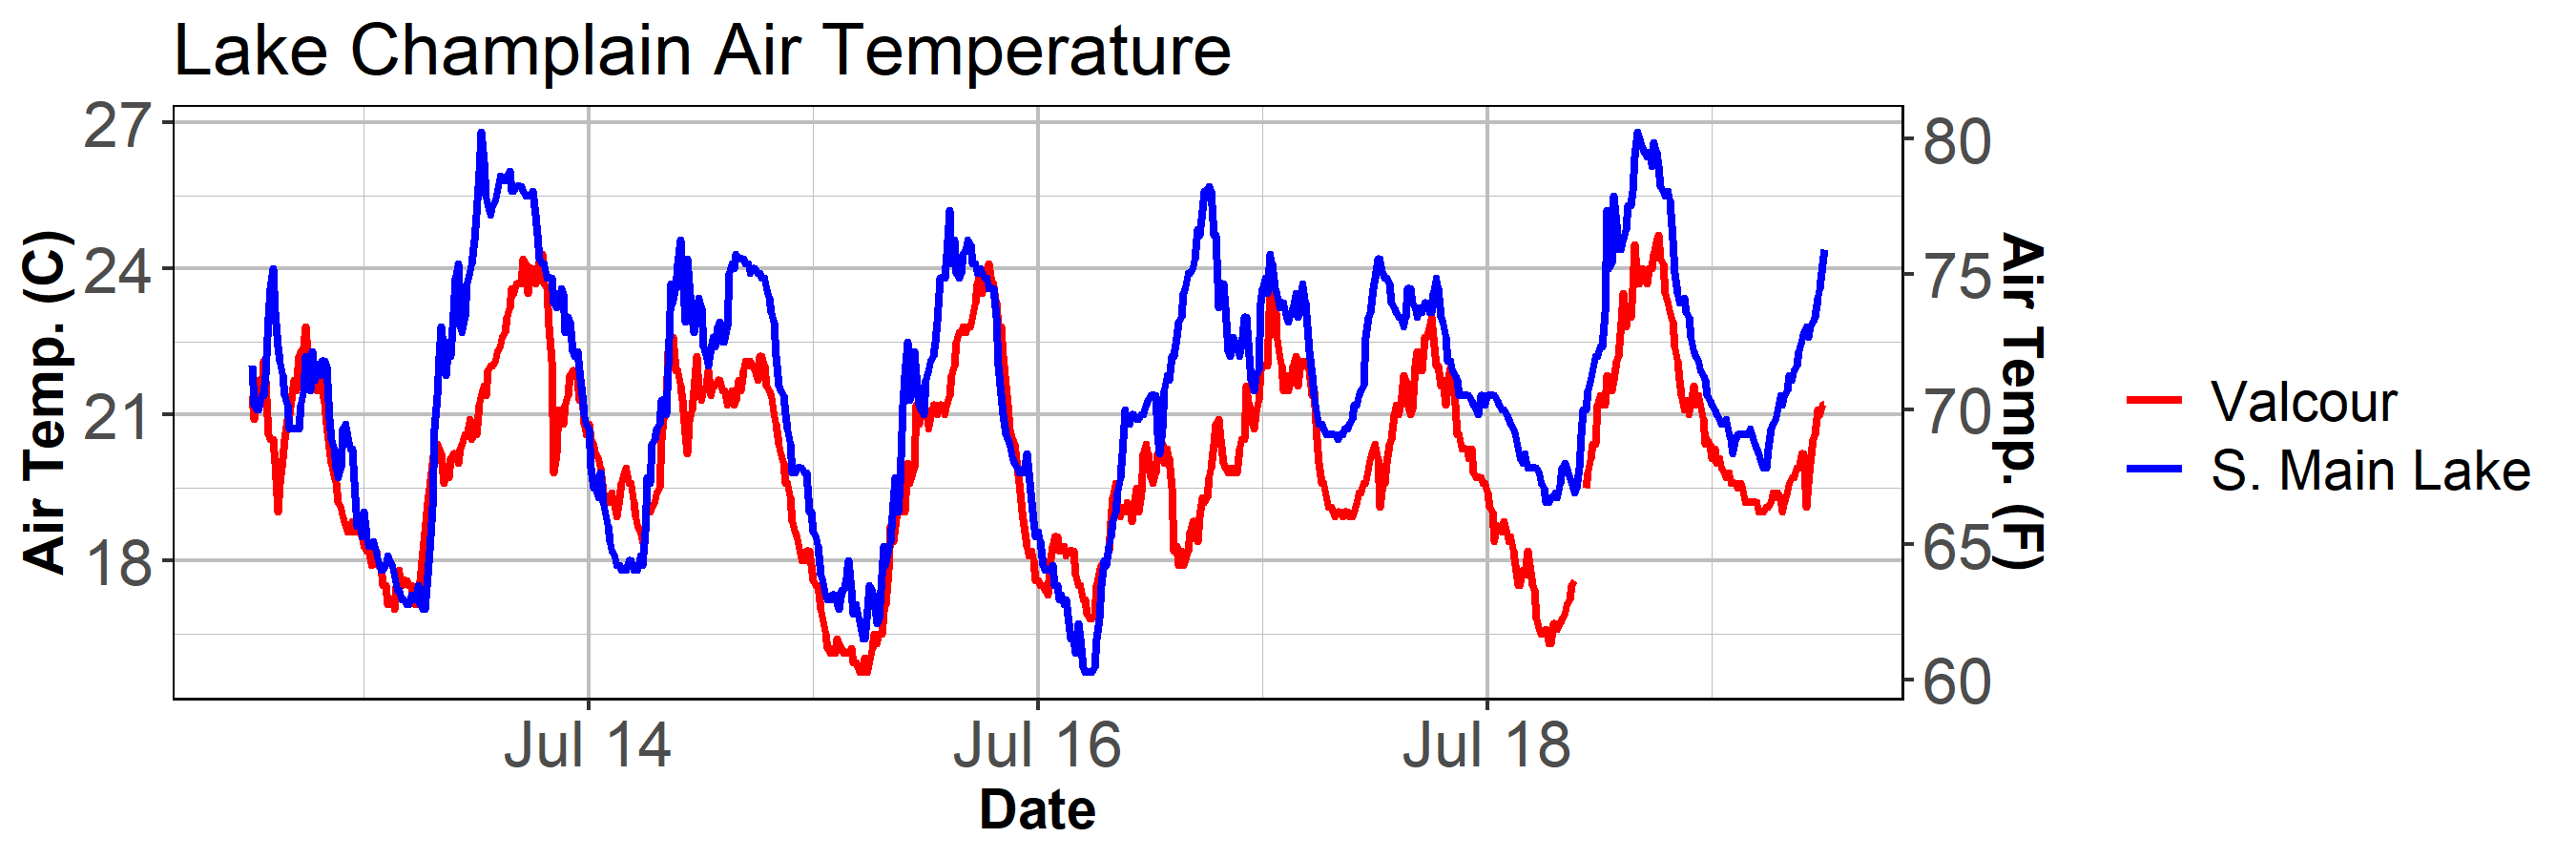 Lake Champlain Air Temperature
27
24
21
18
Air Temp. (C)
80
75
70
65
60
Air Temp. (F)
Jul 14
Jul 16
Jul 18
Date
Valcour
S. Main Lake